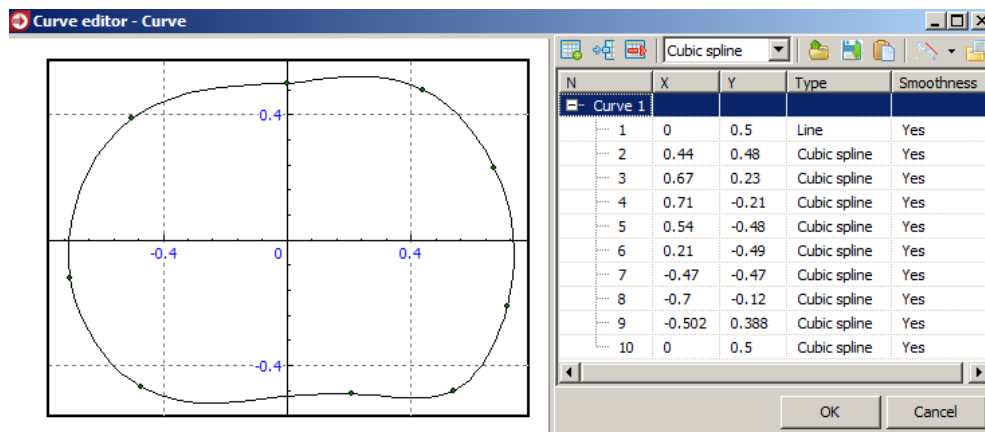 Curve editor - Curve
Cubic spline
N X Y Type Smoothness
Curve 1
1 0 0.5 Line Yes
2 0.44 0.48 Cubic spline Yes
3 0.67 0.23 Cubic spline Yes
4 0.71 -0.21 Cubic spline Yes
5 0.54 -0.48 Cubic spline Yes
6 0.21 -0.49 Cubic spline Yes
7 -0.47 -0.47 Cubic spline Yes
8 -0.7 -0.12 Cubic spline Yes
9 -0.502 0.388 Cubic spline Yes
10 0 0.5 Cubic spline Yes
0.4
-0.4 0 0.4
-0.4
OK Cancel